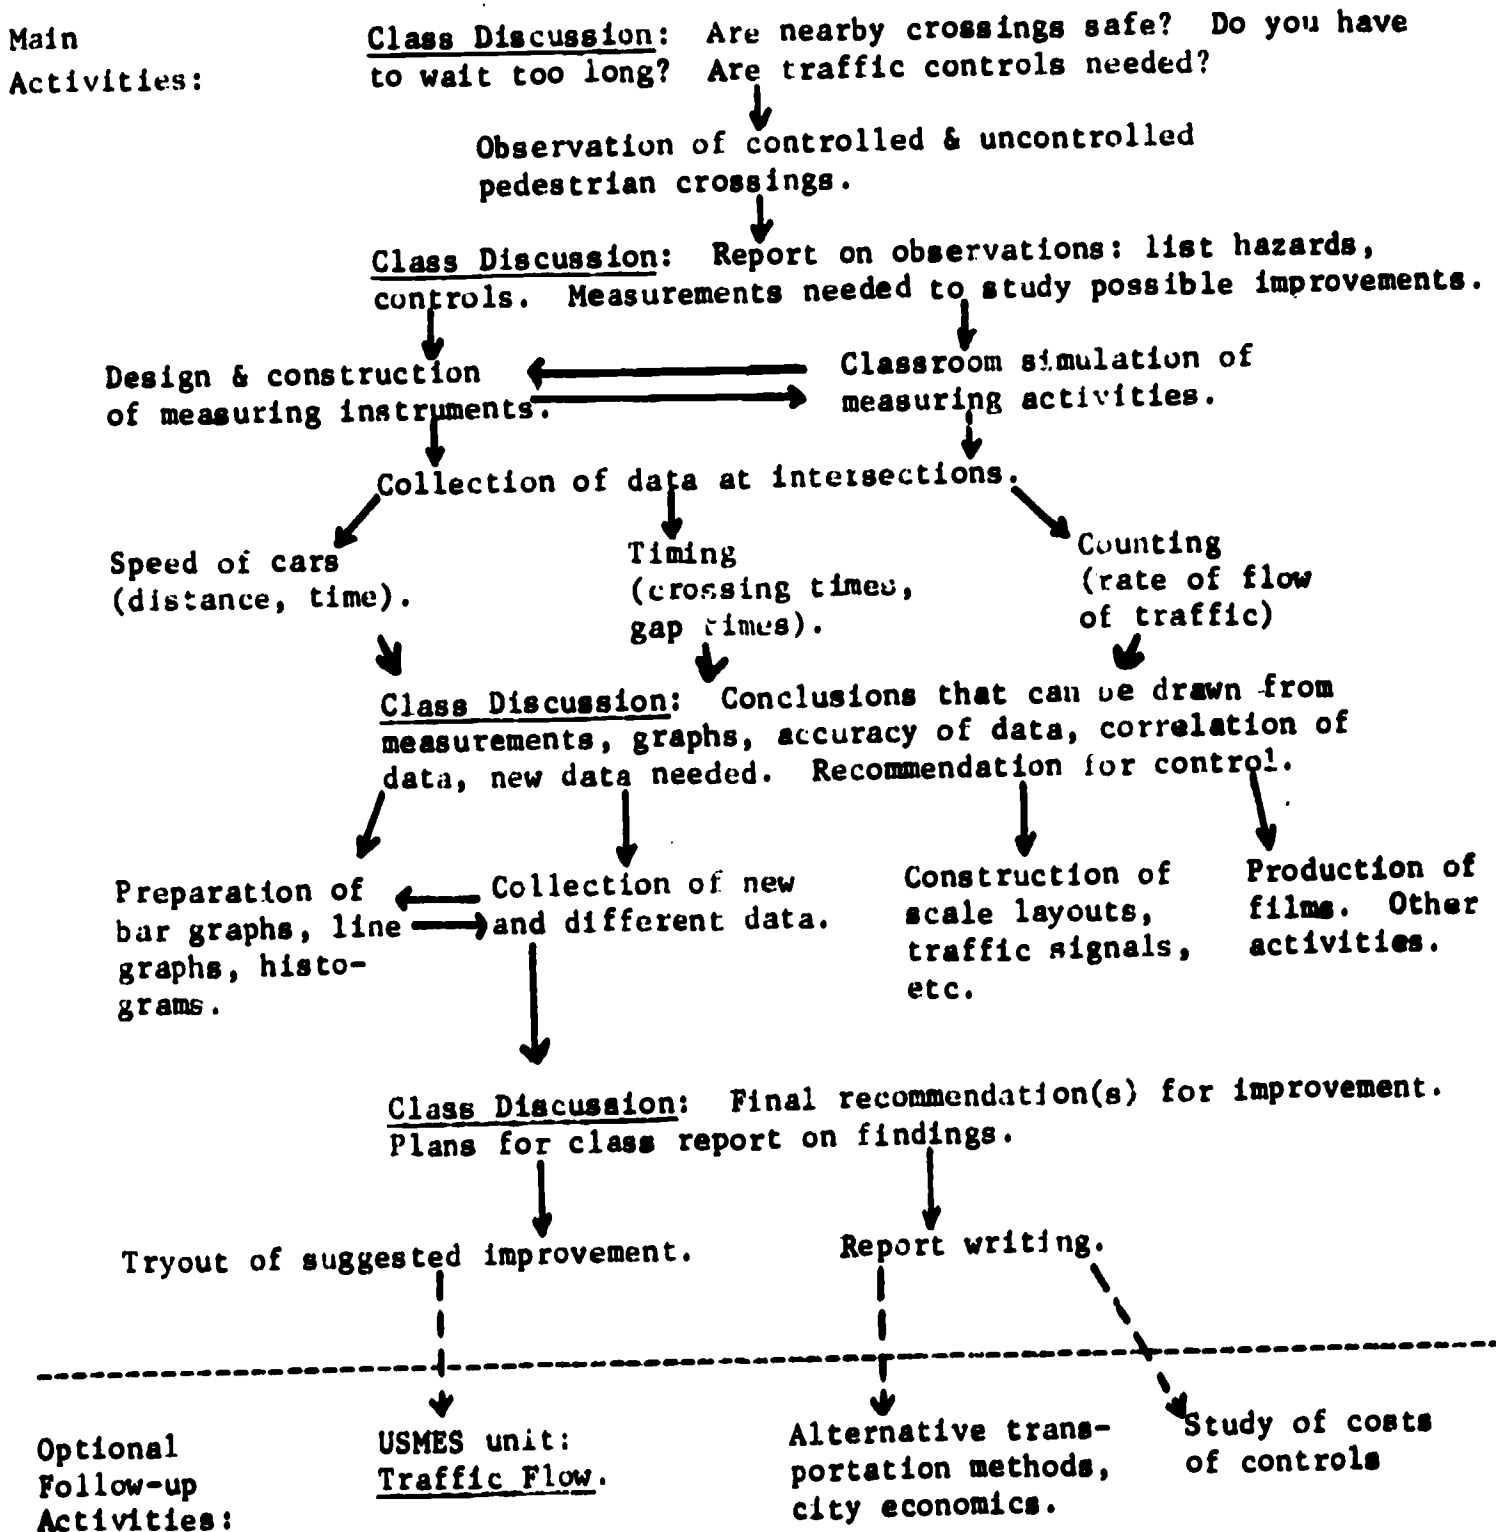 Main
Activities:
Class Discussion: Are nearby crossings safe? Do you have
to wait too long? Are traffic controls needed?
Observation of controlled & uncontrolled
pedestrian crossings.
Class Discussion: Report on observations: list hazards,
controls. Measurements needed to study possible improvements.
Design & construction
of measuring instruments.
Classroom simulation of
measuring activities.
Collection of data at intersections.
Speed of cars
(distance, time).
Timing
(crossing times,
gap times).
Counting
(rate of flow
of traffic)
Class Discussion: Conclusions that can be drawn from
measurements, graphs, accuracy of data, correlation of
data, new data needed. Recommendation for control.
Preparation of
bar graphs, line
graphs, histo-
grams.
Collection of new
and different data.
Construction of
scale layouts,
traffic signals,
etc.
Production of
films. Other
activities.
Class Discussion: Final recommendation(s) for improvement.
Plans for class report on findings.
Tryout of suggested improvement.
Report writing.
Optional
Follow-up
Activities:
USMES unit:
Traffic Flow.
Alternative trans-
portation methods,
city economics.
Study of costs
of controls